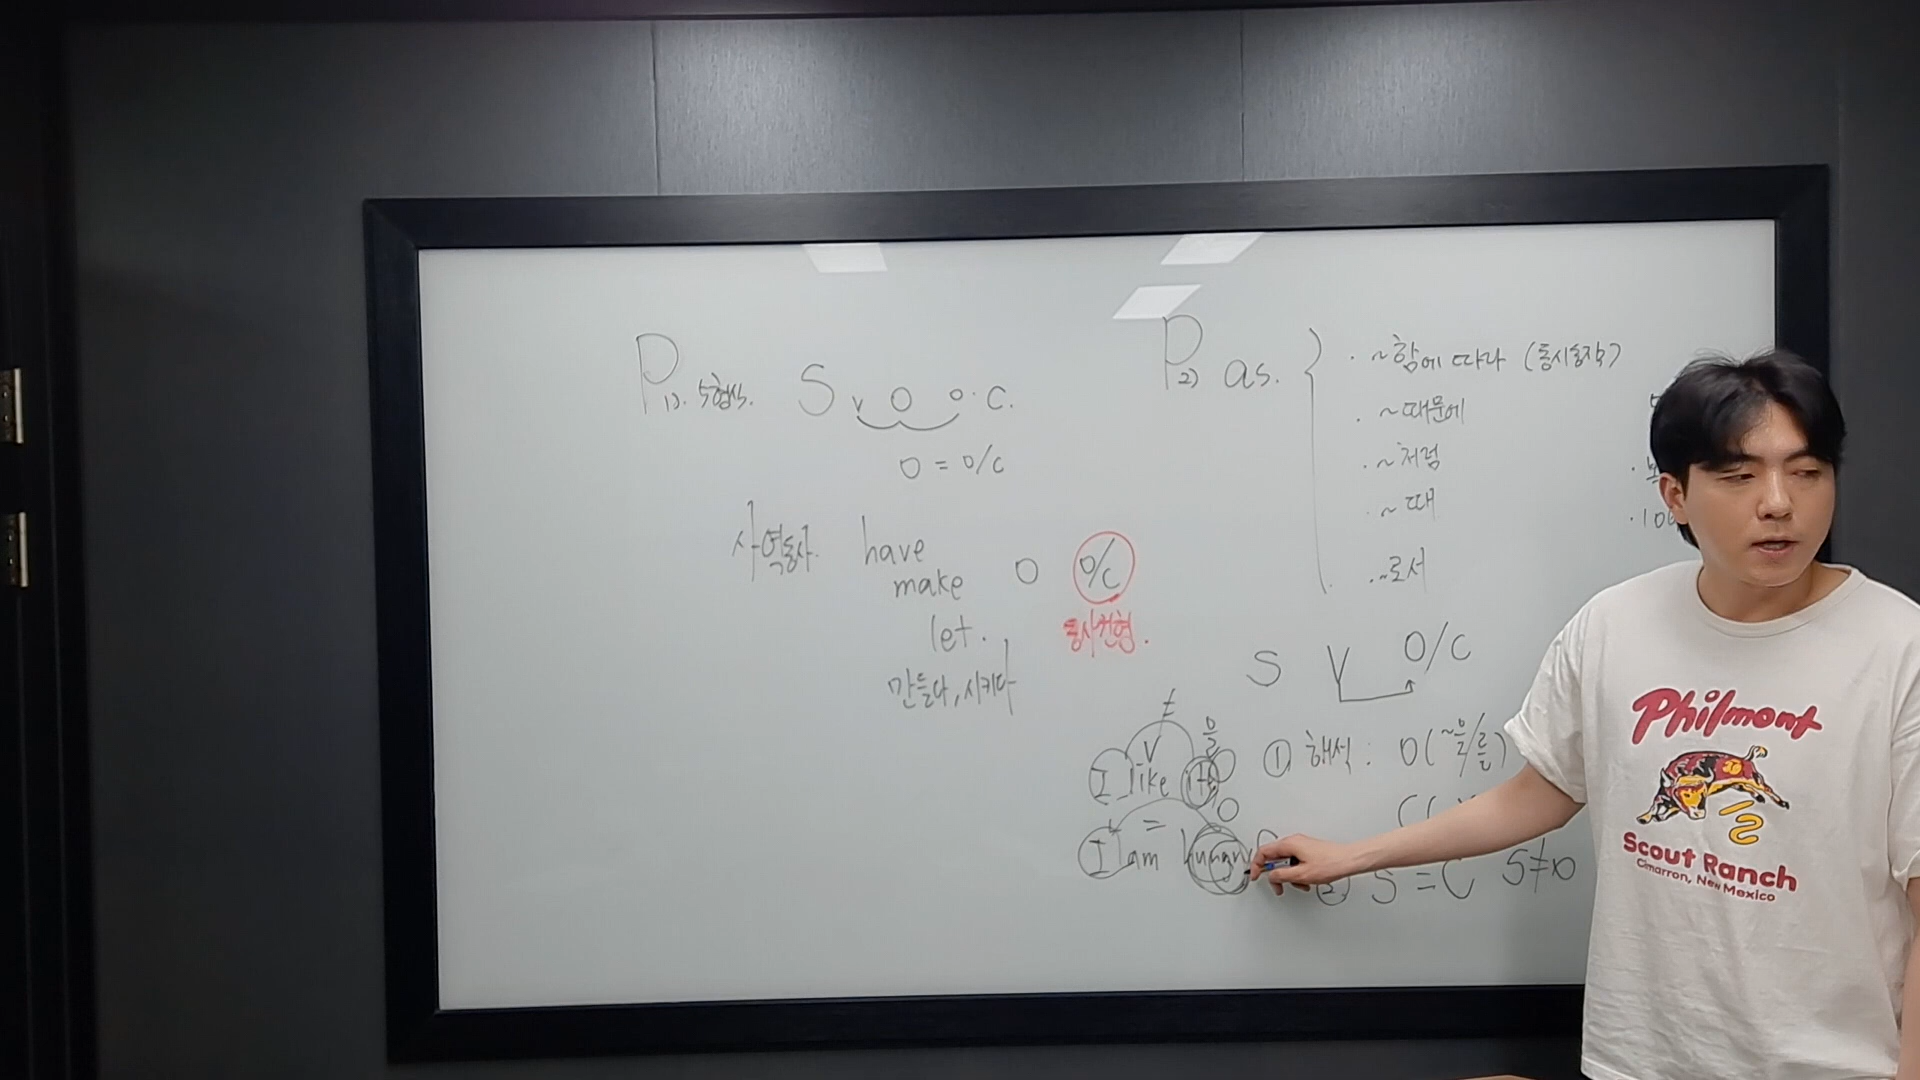 P 1). 5형식. S v O o.c.
O = O/C
사역동사. have
make
let.
O O/C
동사원형.
만들다, 시키다
P 2) as.
· ~함에 따라 (동시동작)
· ~때문에
· ~처럼
· ~때
· ~로서
S V O/C
① 해석 : O(~을/를)
② S = C S≠O
≠
V 을 O
I like it
= O
I am hungry
Philmont
Scout Ranch
Cimarron, New Mexico